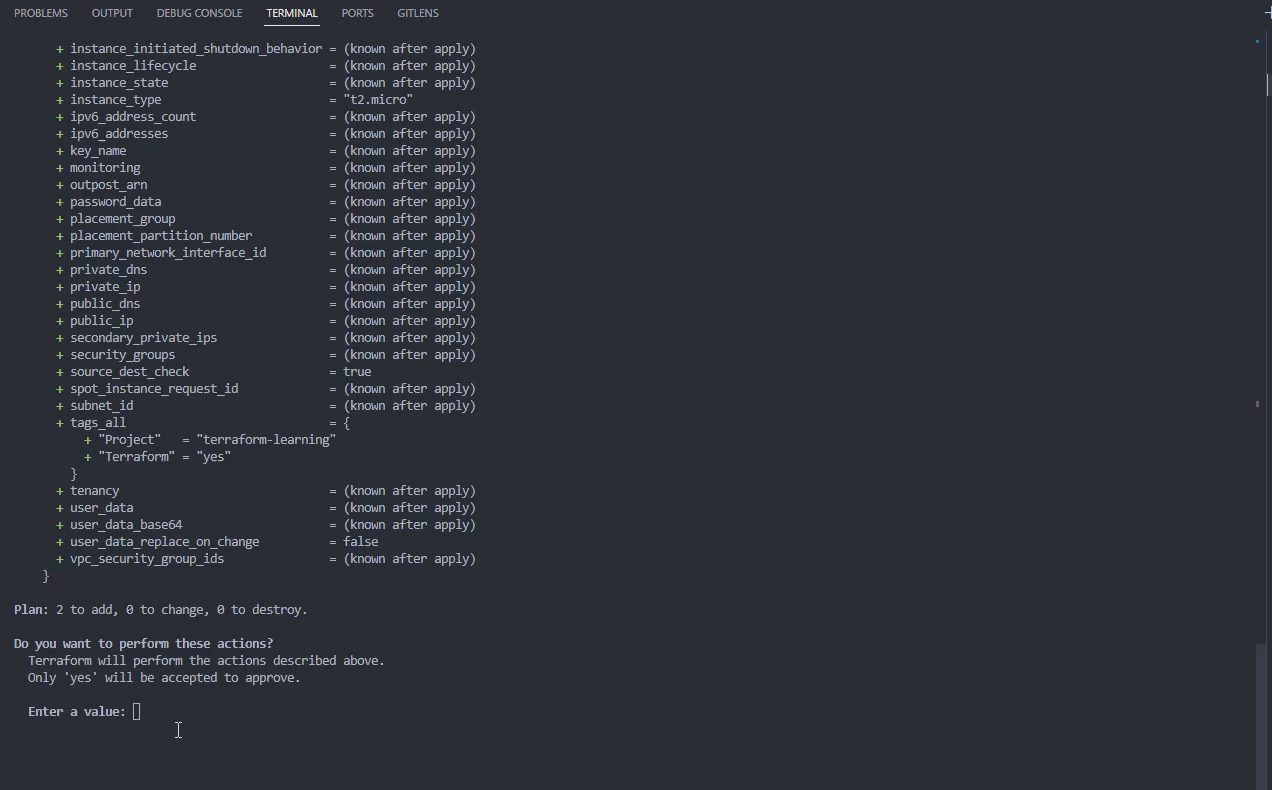 PROBLEMS OUTPUT DEBUG CONSOLE TERMINAL PORTS GITLENS
+ instance_initiated_shutdown_behavior = (known after apply)
+ instance_lifecycle = (known after apply)
+ instance_state = (known after apply)
+ instance_type = "t2.micro"
+ ipv6_address_count = (known after apply)
+ ipv6_addresses = (known after apply)
+ key_name = (known after apply)
+ monitoring = (known after apply)
+ outpost_arn = (known after apply)
+ password_data = (known after apply)
+ placement_group = (known after apply)
+ placement_partition_number = (known after apply)
+ primary_network_interface_id = (known after apply)
+ private_dns = (known after apply)
+ private_ip = (known after apply)
+ public_dns = (known after apply)
+ public_ip = (known after apply)
+ secondary_private_ips = (known after apply)
+ security_groups = (known after apply)
+ source_dest_check = true
+ spot_instance_request_id = (known after apply)
+ subnet_id = (known after apply)
+ tags_all = {
+ "Project" = "terraform-learning"
+ "Terraform" = "yes"
}
+ tenancy = (known after apply)
+ user_data = (known after apply)
+ user_data_base64 = (known after apply)
+ user_data_replace_on_change = false
+ vpc_security_group_ids = (known after apply)
}
Plan: 2 to add, 0 to change, 0 to destroy.
Do you want to perform these actions?
Terraform will perform the actions described above.
Only 'yes' will be accepted to approve.
Enter a value: